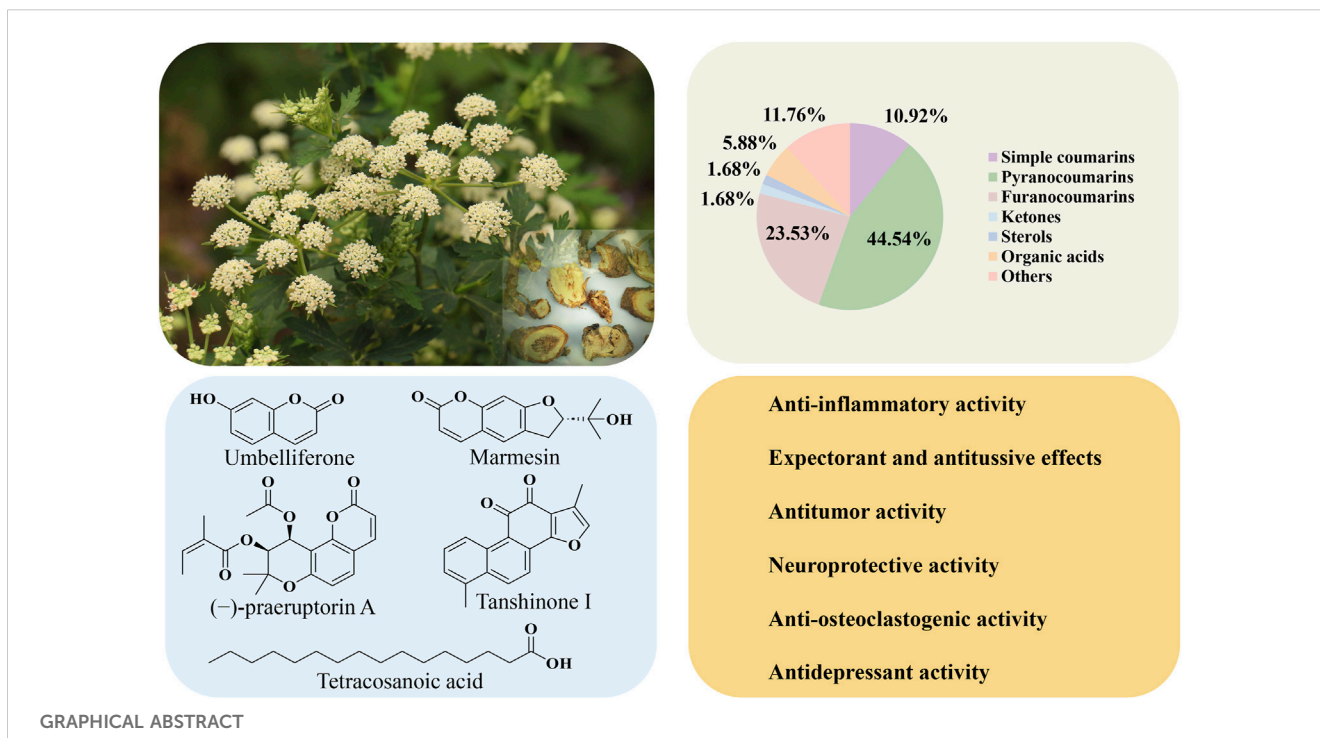 11.76%
10.92%
5.88%
1.68%
1.68%
23.53%
44.54%
Simple coumarins
Pyranocoumarins
Furanocoumarins
Ketones
Sterols
Organic acids
Others
HO
O
O
Umbelliferone
O
O
O
OH
Marmesin
O
O
O
O
O
O
O
O
(−)-praeruptorin A
O
O
O
Tanshinone I
O
OH
Tetracosanoic acid
Anti-inflammatory activity
Expectorant and antitussive effects
Antitumor activity
Neuroprotective activity
Anti-osteoclastogenic activity
Antidepressant activity
GRAPHICAL ABSTRACT